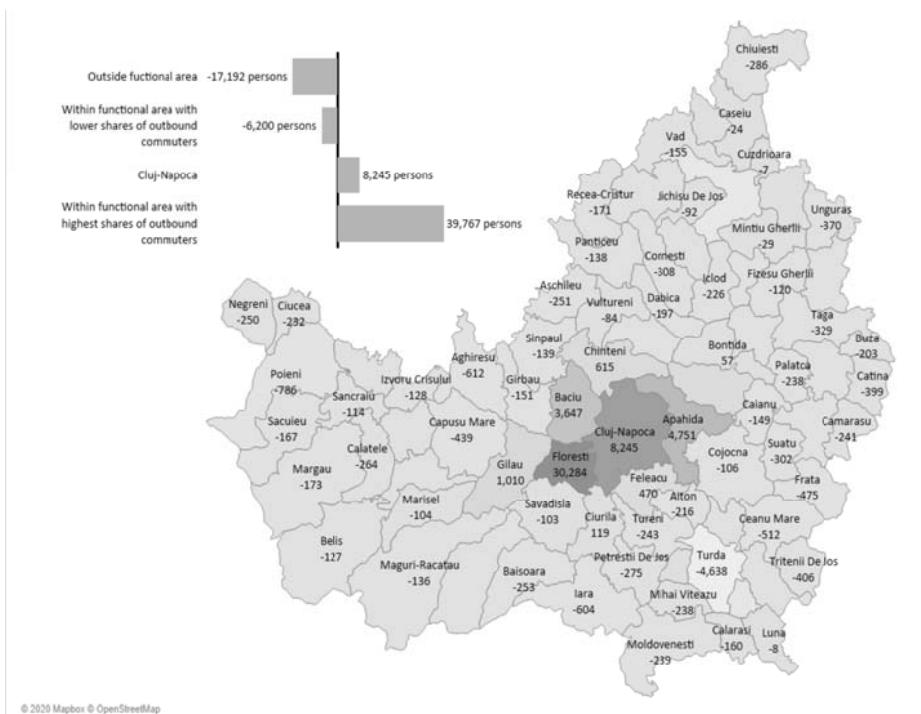 Outside fuctional area
-17,192 persons
Within functional area with
lower shares of outbound
commuters
-6,200 persons
Cluj-Napoca
8,245 persons
Within functional area with
highest shares of outbound
commuters
39,767 persons
Chiuiesti
-286
Caseiu
-24
Vad
-155
Cuzdrioara
-7
Recea-Cristur
-171
Jichisu De Jos
-92
Unguras
-370
Mintiu Gherlii
-29
Panticeu
-138
Cornesti
-308
Iclod
-226
Fizesu Gherlii
-120
Aschileu
-251
Vultureni
-84
Dabica
-197
Negreni
-250
Ciucea
-232
Taga
-329
Buza
-203
Sinpaul
-139
Chinteni
615
Bontida
57
Palatca
-238
Catina
-399
Aghiresu
-612
Poieni
-786
Izvoru Crisului
-128
Girbau
-151
Sancraiu
-114
Baciu
3,647
Caianu
-149
Camarasu
-241
Sacuieu
-167
Capusu Mare
-439
Cluj-Napoca
8,245
Apahida
4,751
Calatele
-264
Suatu
-302
Cojocna
-106
Floresti
30,284
Margau
-173
Gilau
1,010
Feleacu
470
Frata
-475
Marisel
-104
Savadisla
-103
Aiton
-216
Ciurila
119
Tureni
-243
Ceanu Mare
-512
Belis
-127
Maguri-Racatau
-136
Baisoara
-253
Petrestii De Jos
-275
Turda
-4,638
Tritenii De Jos
-406
Iara
-604
Mihai Viteazu
-238
Moldovenesti
-239
Calarasi
-160
Luna
-8
© 2020 Mapbox © OpenStreetMap